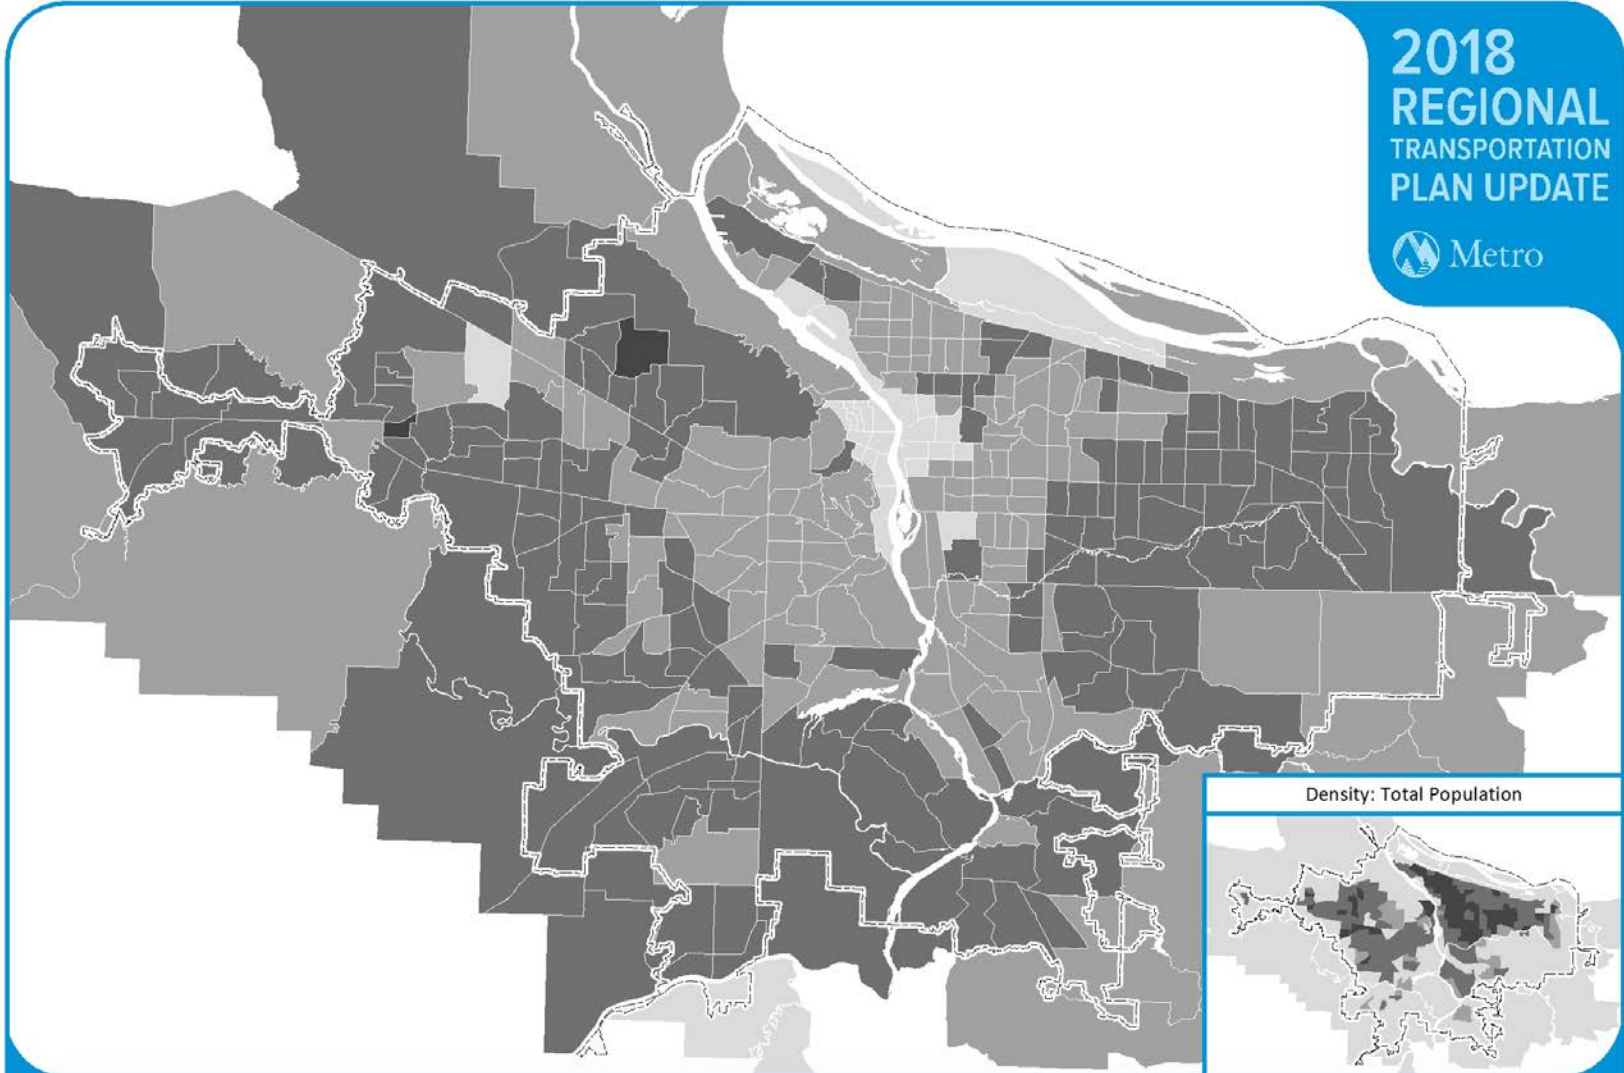 2018
REGIONAL
TRANSPORTATION
PLAN UPDATE
Metro
Density: Total Population